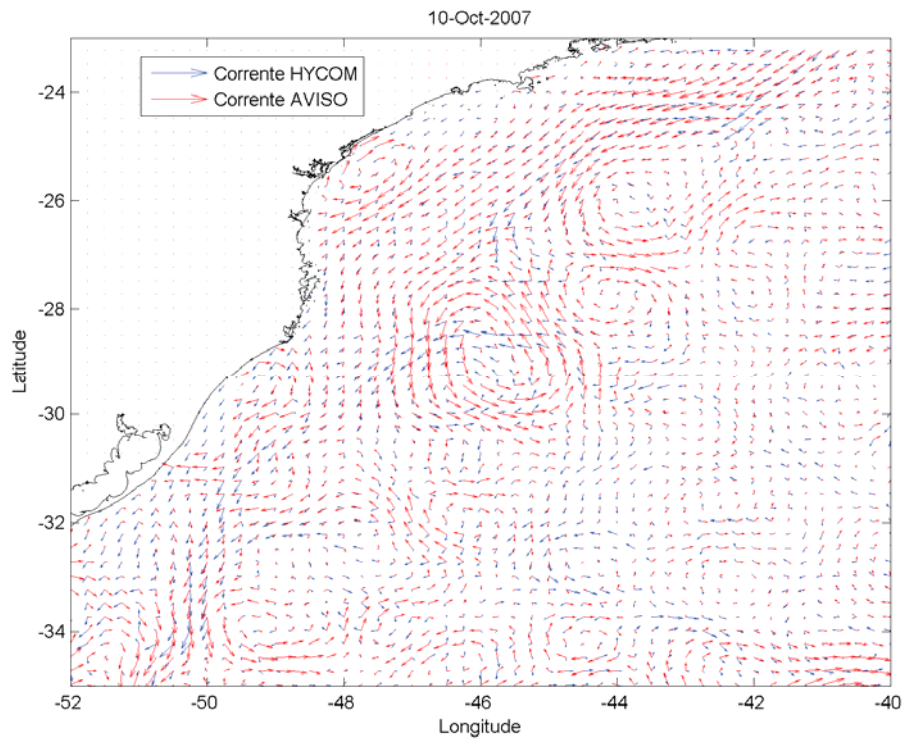 10-Oct-2007
Corrente HYCOM
Corrente AVISO
-24
-26
-28
-30
-32
-34
Latitude
-52 -50 -48 -46 -44 -42 -40
Longitude